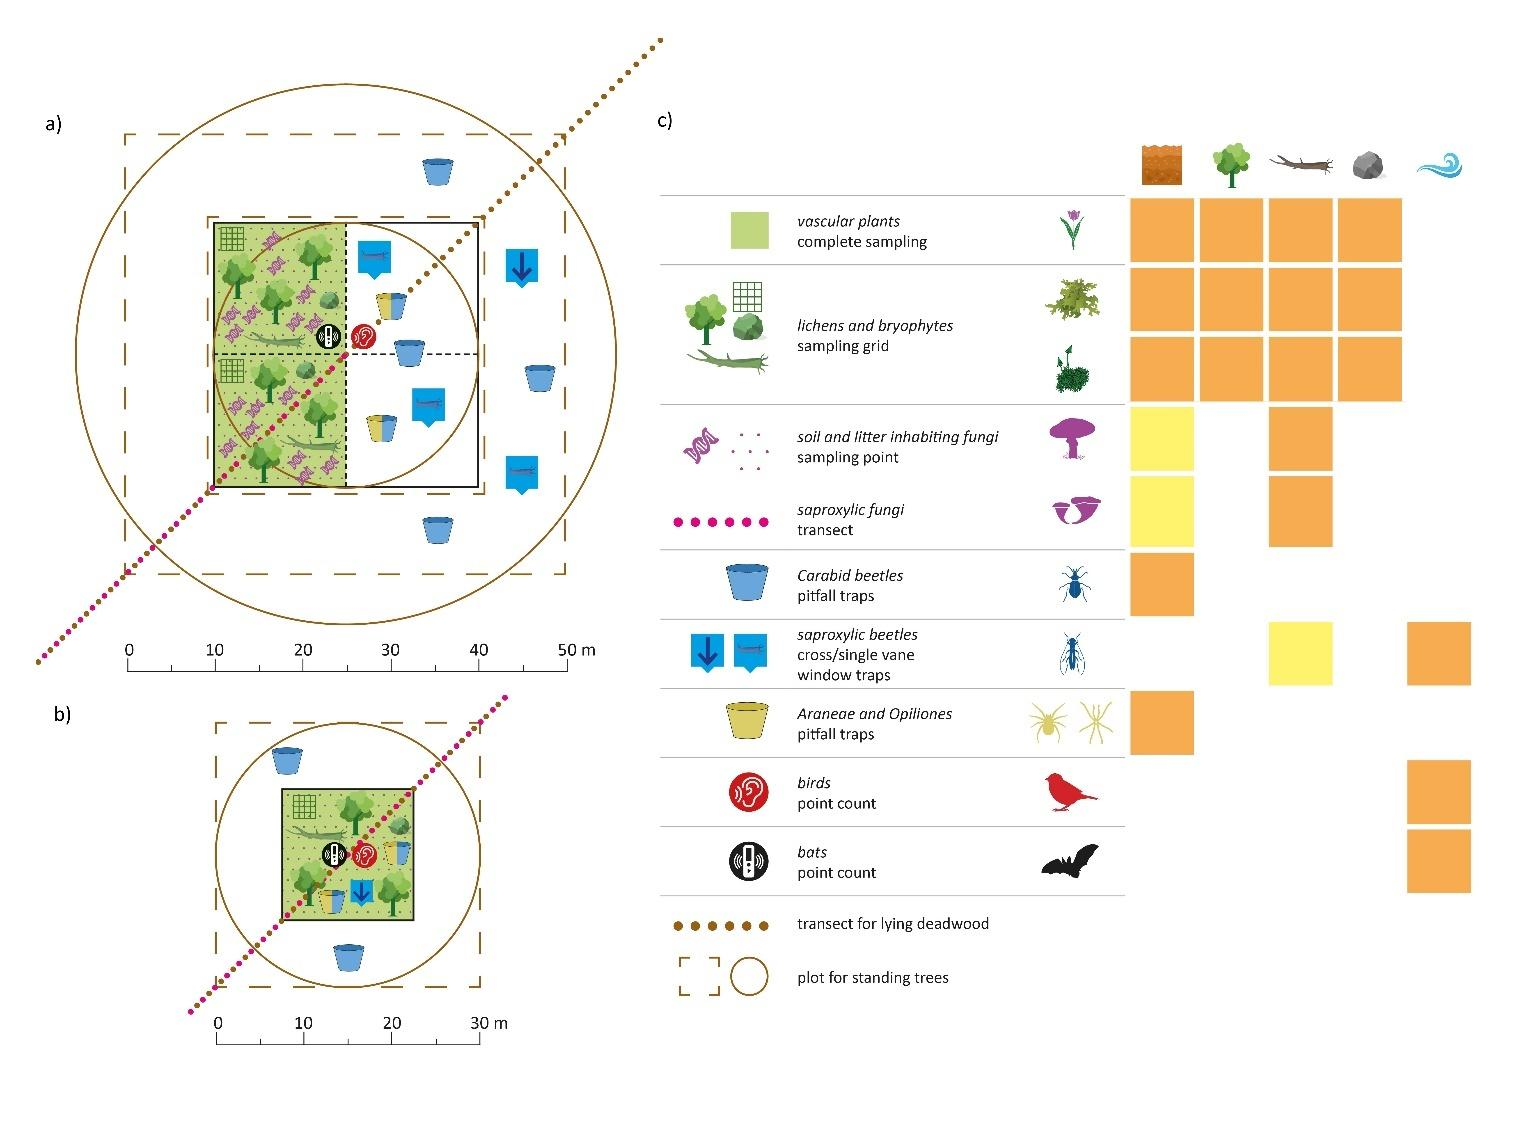 a)
0 10 20 30 40 50 m
b)
0 10 20 30 m
c)
vascular plants
complete sampling
lichens and bryophytes
sampling grid
soil and litter inhabiting fungi
sampling point
saproxylic fungi
transect
Carabid beetles
pitfall traps
saproxylic beetles
cross/single vane
window traps
Araneae and Opiliones
pitfall traps
birds
point count
bats
point count
transect for lying deadwood
plot for standing trees